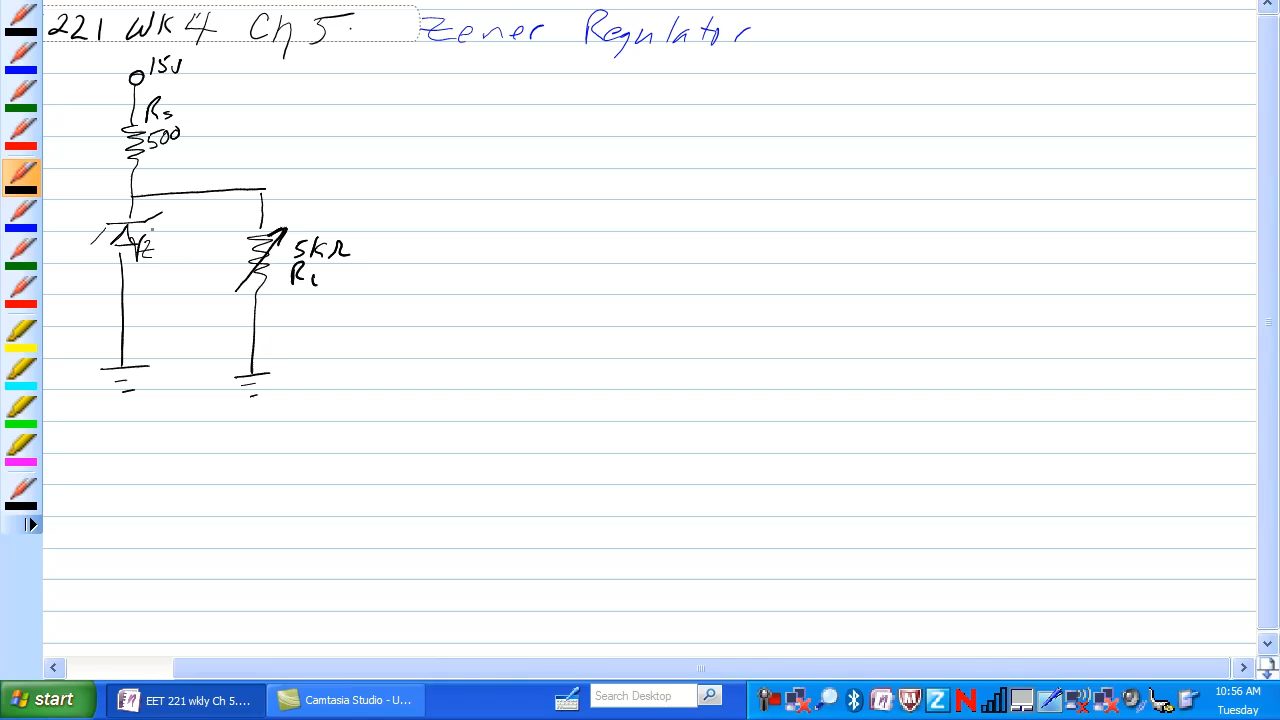 221 WK 4 Ch 5. Zener Regulator
15V
Rs
500
Vz
5KΩ
RL
start
EET 221 wkly Ch 5....
Camtasia Studio - U...
Search Desktop
10:56 AM
Tuesday